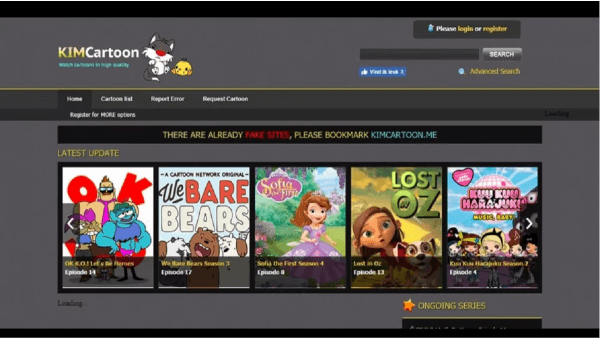 Please login or register
KIMCartoon
Watch cartoons in high quality
SEARCH
Vind ik leuk
Advanced Search
Home Cartoon list Report Error Request Cartoon
Register for MORE options
Loading
THERE ARE ALREADY FAKE SITES, PLEASE BOOKMARK KIMCARTOON.ME
LATEST UPDATE
OK K.O.! Let's Be Heroes
Episode 14
A CARTOON NETWORK ORIGINAL
We BARE BEARS
We Bare Bears Season 3
Episode 17
Sofia the First
Sofia the First Season 4
Episode 8
LOST
OZ
Lost in Oz
Episode 13
KUU KUU
HARAJUKU
MUSIC, BABY!
Kuu Kuu Harajuku Season 2
Episode 4
Loading
ONGOING SERIES